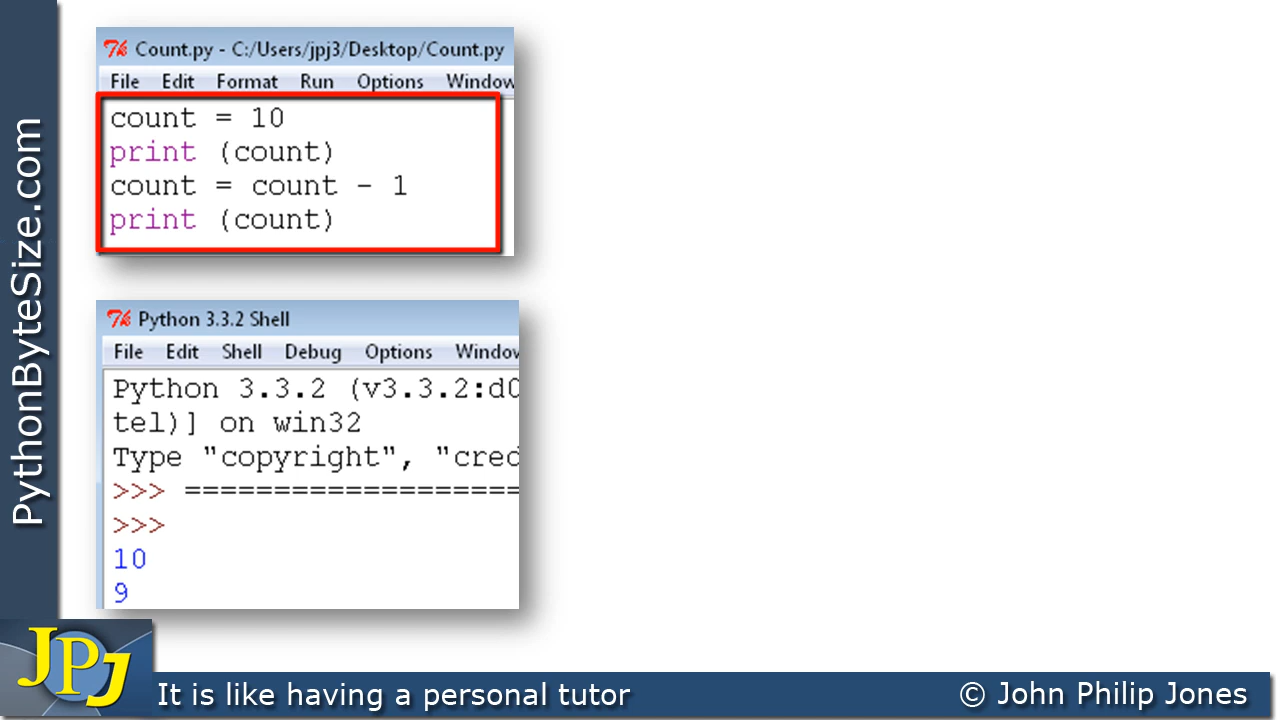 PythonByteSize.com
Count.py - C:/Users/jpj3/Desktop/Count.py
File Edit Format Run Options Window
count = 10
print (count)
count = count - 1
print (count)
Python 3.3.2 Shell
File Edit Shell Debug Options Window
Python 3.3.2 (v3.3.2:d0
tel)] on win32
Type "copyright", "cred
>>> ===================
>>>
10
9
JPJ
It is like having a personal tutor
© John Philip Jones